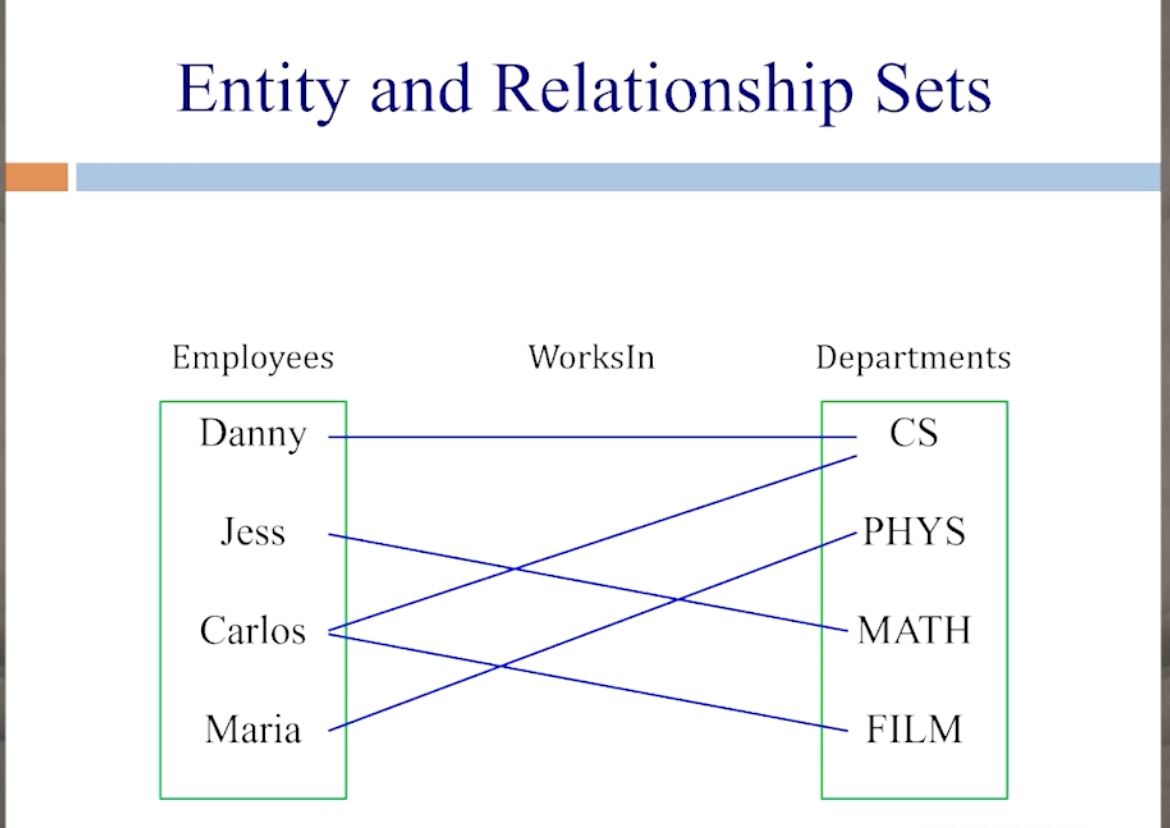 Entity and Relationship Sets
Employees WorksIn Departments
Danny CS
Jess PHYS
Carlos MATH
Maria FILM